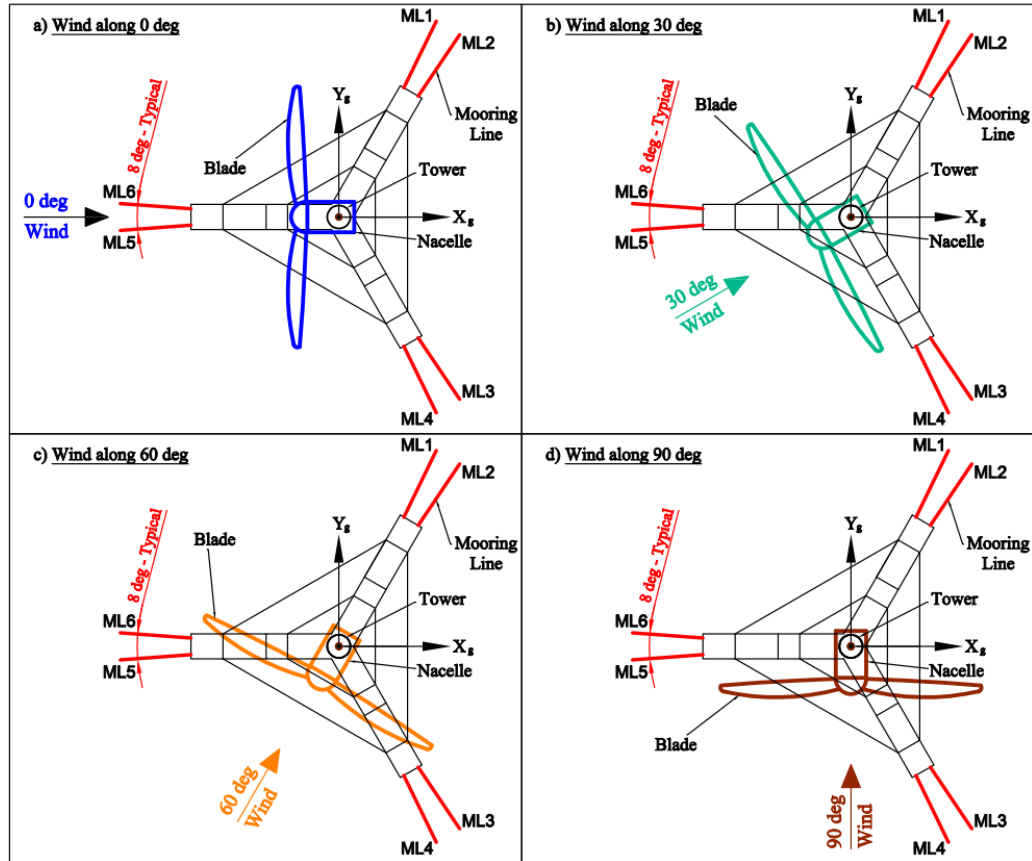 a) Wind along 0 deg
ML1
ML2
Mooring
Line
8 deg - Typical
Yg
Blade
Tower
ML6
0 deg
Wind
ML5
Xg
Nacelle
ML3
ML4
b) Wind along 30 deg
ML1
ML2
Mooring
Line
8 deg - Typical
Blade
Yg
Tower
ML6
ML5
Xg
Nacelle
30 deg
Wind
ML3
ML4
c) Wind along 60 deg
ML1
ML2
Mooring
Line
8 deg - Typical
Blade
Yg
Tower
ML6
ML5
Xg
Nacelle
60 deg
Wind
ML3
ML4
d) Wind along 90 deg
ML1
ML2
Mooring
Line
8 deg - Typical
Yg
Tower
ML6
ML5
Xg
Nacelle
Blade
90 deg
Wind
ML3
ML4